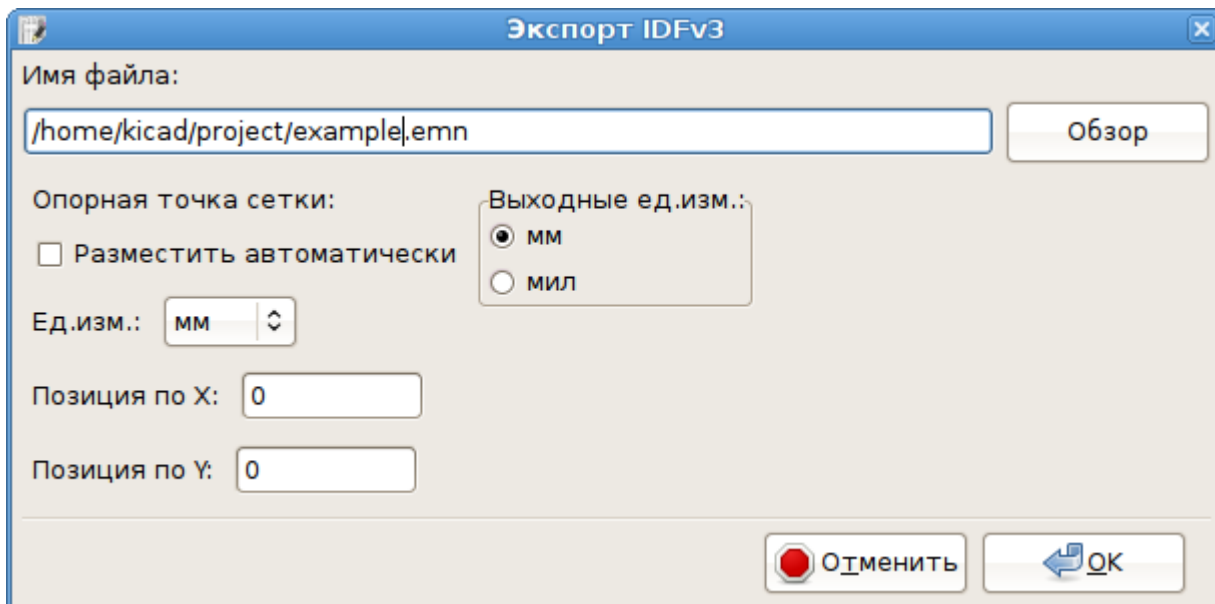 Экспорт IDFv3
Имя файла:
/home/kicad/project/example.emn
Обзор
Опорная точка сетки:
Выходные ед.изм.:
Разместить автоматически
мм
мил
Ед.изм.: мм
Позиция по X: 0
Позиция по Y: 0
Отменить
OK